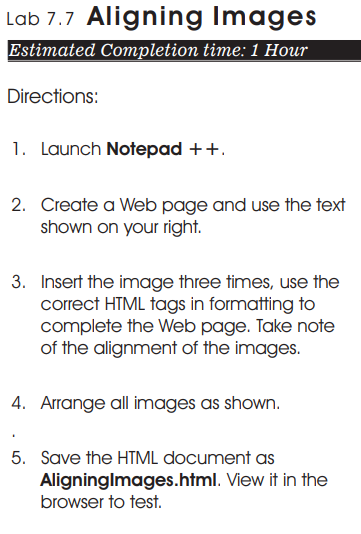 Lab 7.7 Aligning Images
Estimated Completion time: 1 Hour
Directions:
1. Launch Notepad ++.
2. Create a Web page and use the text
shown on your right.
3. Insert the image three times, use the
correct HTML tags in formatting to
complete the Web page. Take note
of the alignment of the images.
4. Arrange all images as shown.
.
5. Save the HTML document as
AligningImages.html. View it in the
browser to test.